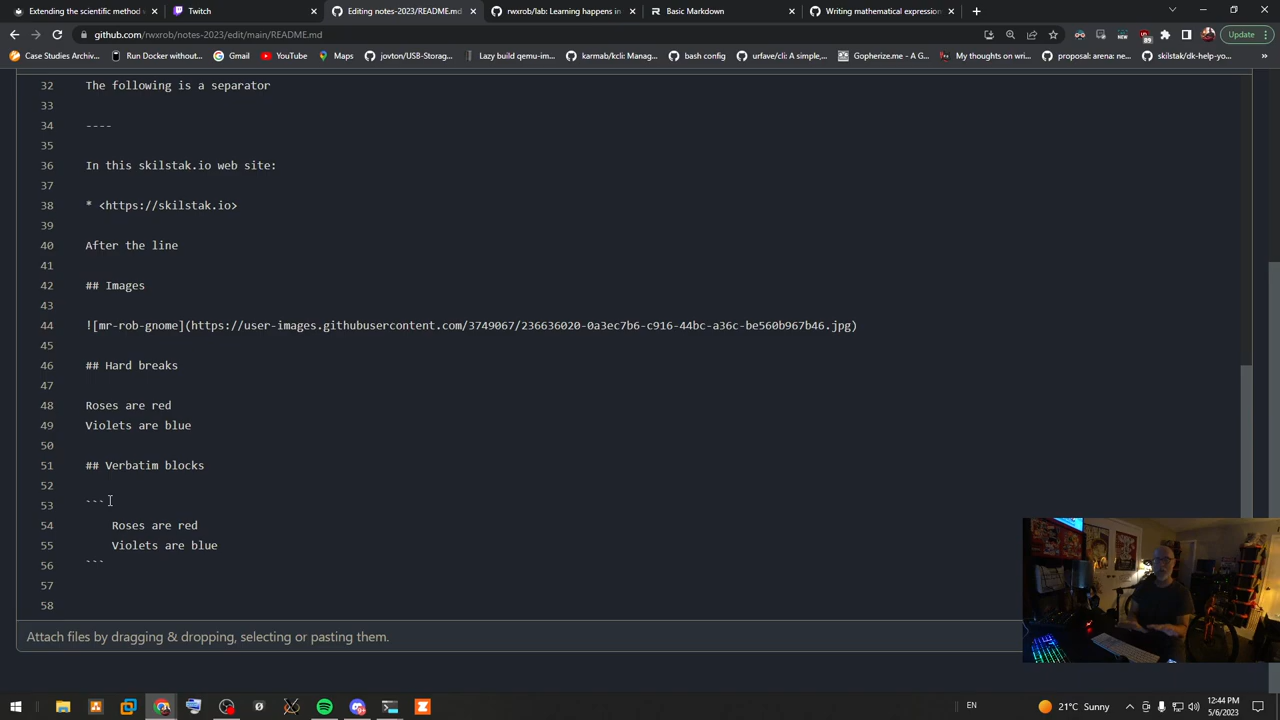 Extending the scientific method
Twitch
Editing notes-2023/README.md
rwxrob/lab: Learning happens in
Basic Markdown
Writing mathematical expression
github.com/rwxrob/notes-2023/edit/main/README.md
Update
Case Studies Archiv...
Run Docker without...
GitHub
YouTube
Maps
jovton/USB-Storag...
Lazy build qemu-im...
karmab/kcli: Manag...
bash config
urfave/cli: A simple,...
Gopherize.me - A G...
My thoughts on wri...
proposal: arena: ne...
skilstak/dk-help-yo...
32 The following is a separator
33
34 ----
35
36 In this skilstak.io web site:
37
38 * <https://skilstak.io>
39
40 After the line
41
42 ## Images
43
44 ![mr-rob-gnome](https://user-images.githubusercontent.com/3749067/236636020-0a3ec7b6-c916-44bc-a36c-be560b967b46.jpg)
45
46 ## Hard breaks
47
48 Roses are red
49 Violets are blue
50
51 ## Verbatim blocks
52
53 ```
54 Roses are red
55 Violets are blue
56 ```
57
58
Attach files by dragging & dropping, selecting or pasting them.
21°C Sunny
EN
12:44 PM
5/6/2023